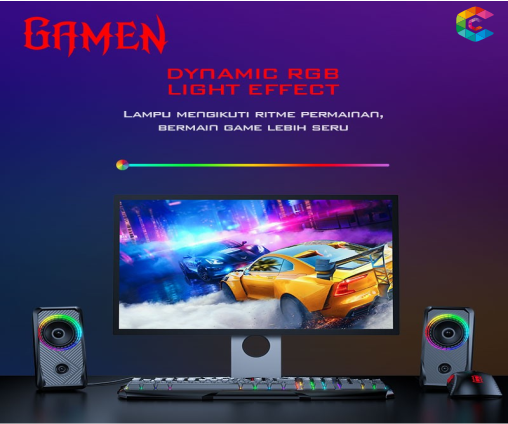 GAMEN
DYNAMIC RGB
LIGHT EFFECT
LAMPU MENGIKUTI RITME PERMAINAN,
BERMAIN GAME LEBIH SERU